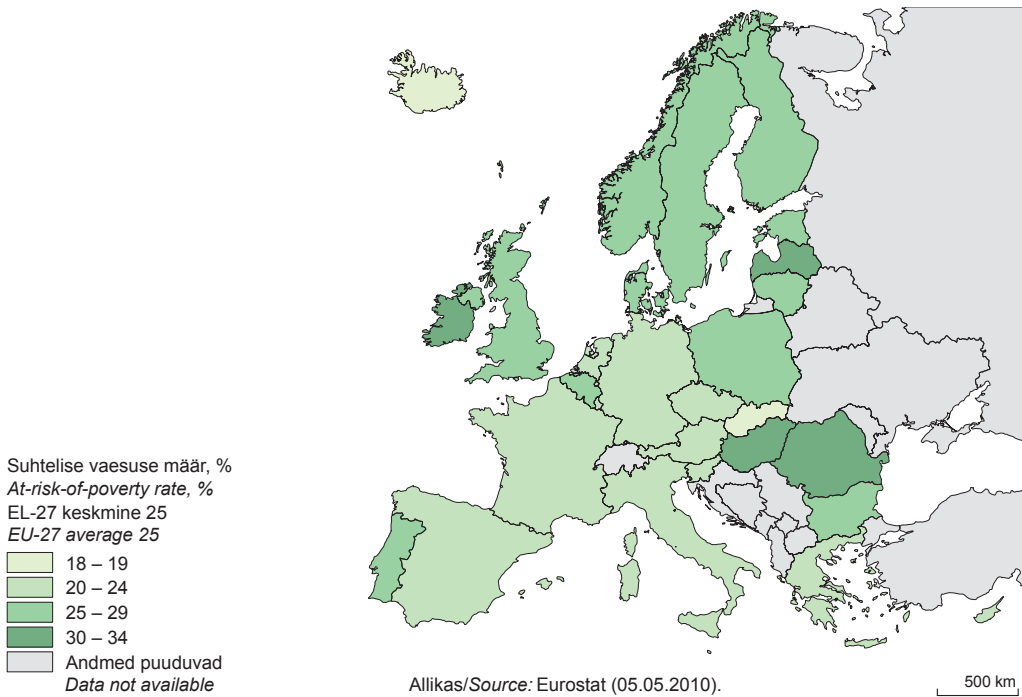 Suhtelise vaesuse määr, %
At-risk-of-poverty rate, %
EL-27 keskmine 25
EU-27 average 25
18 – 19
20 – 24
25 – 29
30 – 34
Andmed puuduvad
Data not available
Allikas/Source: Eurostat (05.05.2010).
500 km